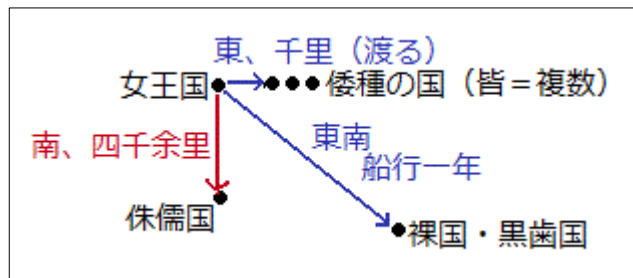 東、千里（渡る）
女王国
倭種の国（皆＝複数）
南、四千余里
東南
船行一年
侏儒国
裸国・黒歯国